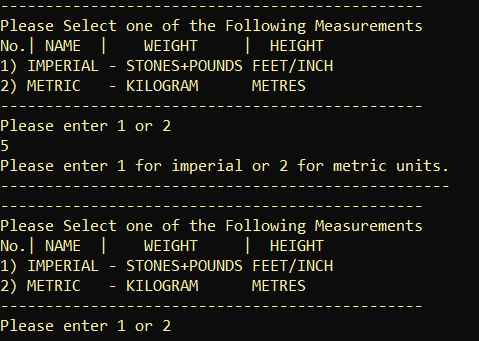 -----------------------------------------------
Please Select one of the Following Measurements
No.| NAME  |    WEIGHT     |  HEIGHT
1) IMPERIAL - STONES+POUNDS FEET/INCH
2) METRIC   - KILOGRAM      METRES
-----------------------------------------------
Please enter 1 or 2
5
Please enter 1 for imperial or 2 for metric units.
--------------------------------------------------
-----------------------------------------------
Please Select one of the Following Measurements
No.| NAME  |    WEIGHT     |  HEIGHT
1) IMPERIAL - STONES+POUNDS FEET/INCH
2) METRIC   - KILOGRAM      METRES
-----------------------------------------------
Please enter 1 or 2